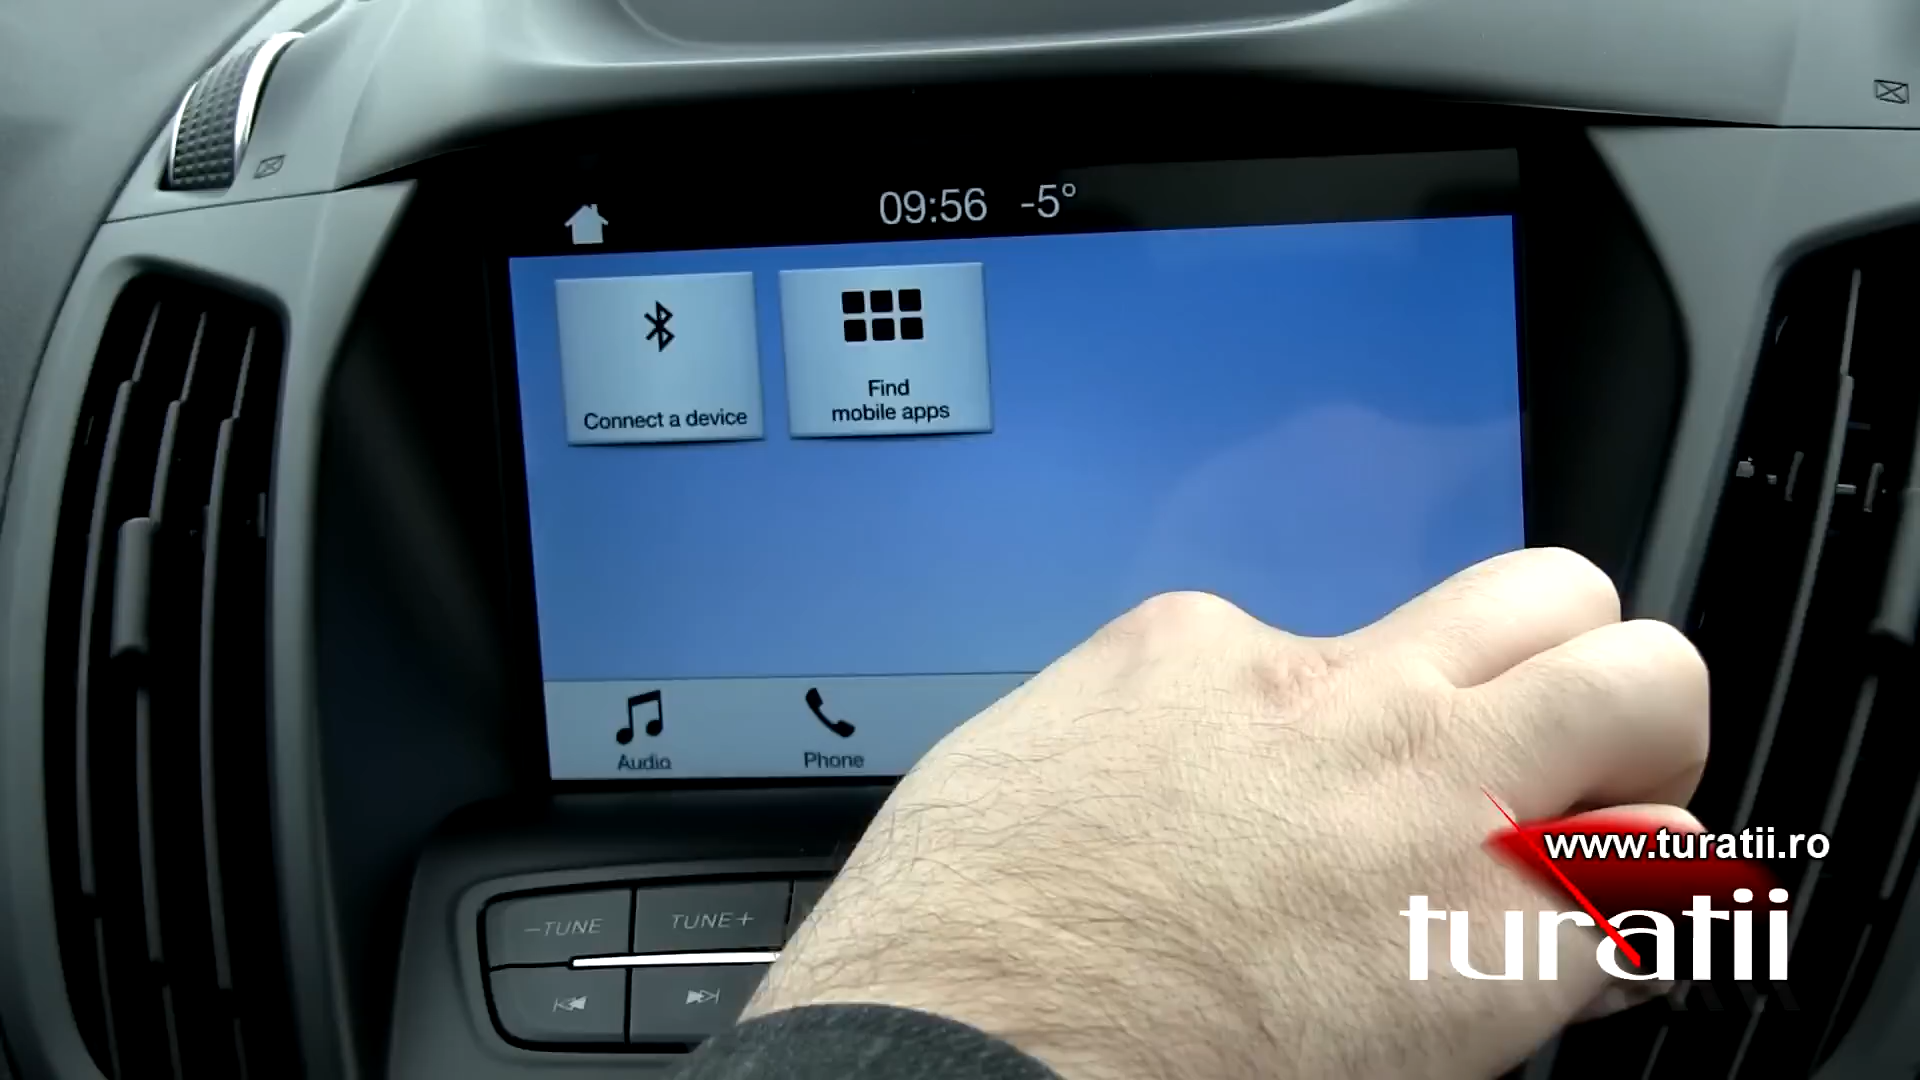 09:56 -5°
Connect a device
Find
mobile apps
Audio
Phone
-TUNE
TUNE+
www.turatii.ro
turatii